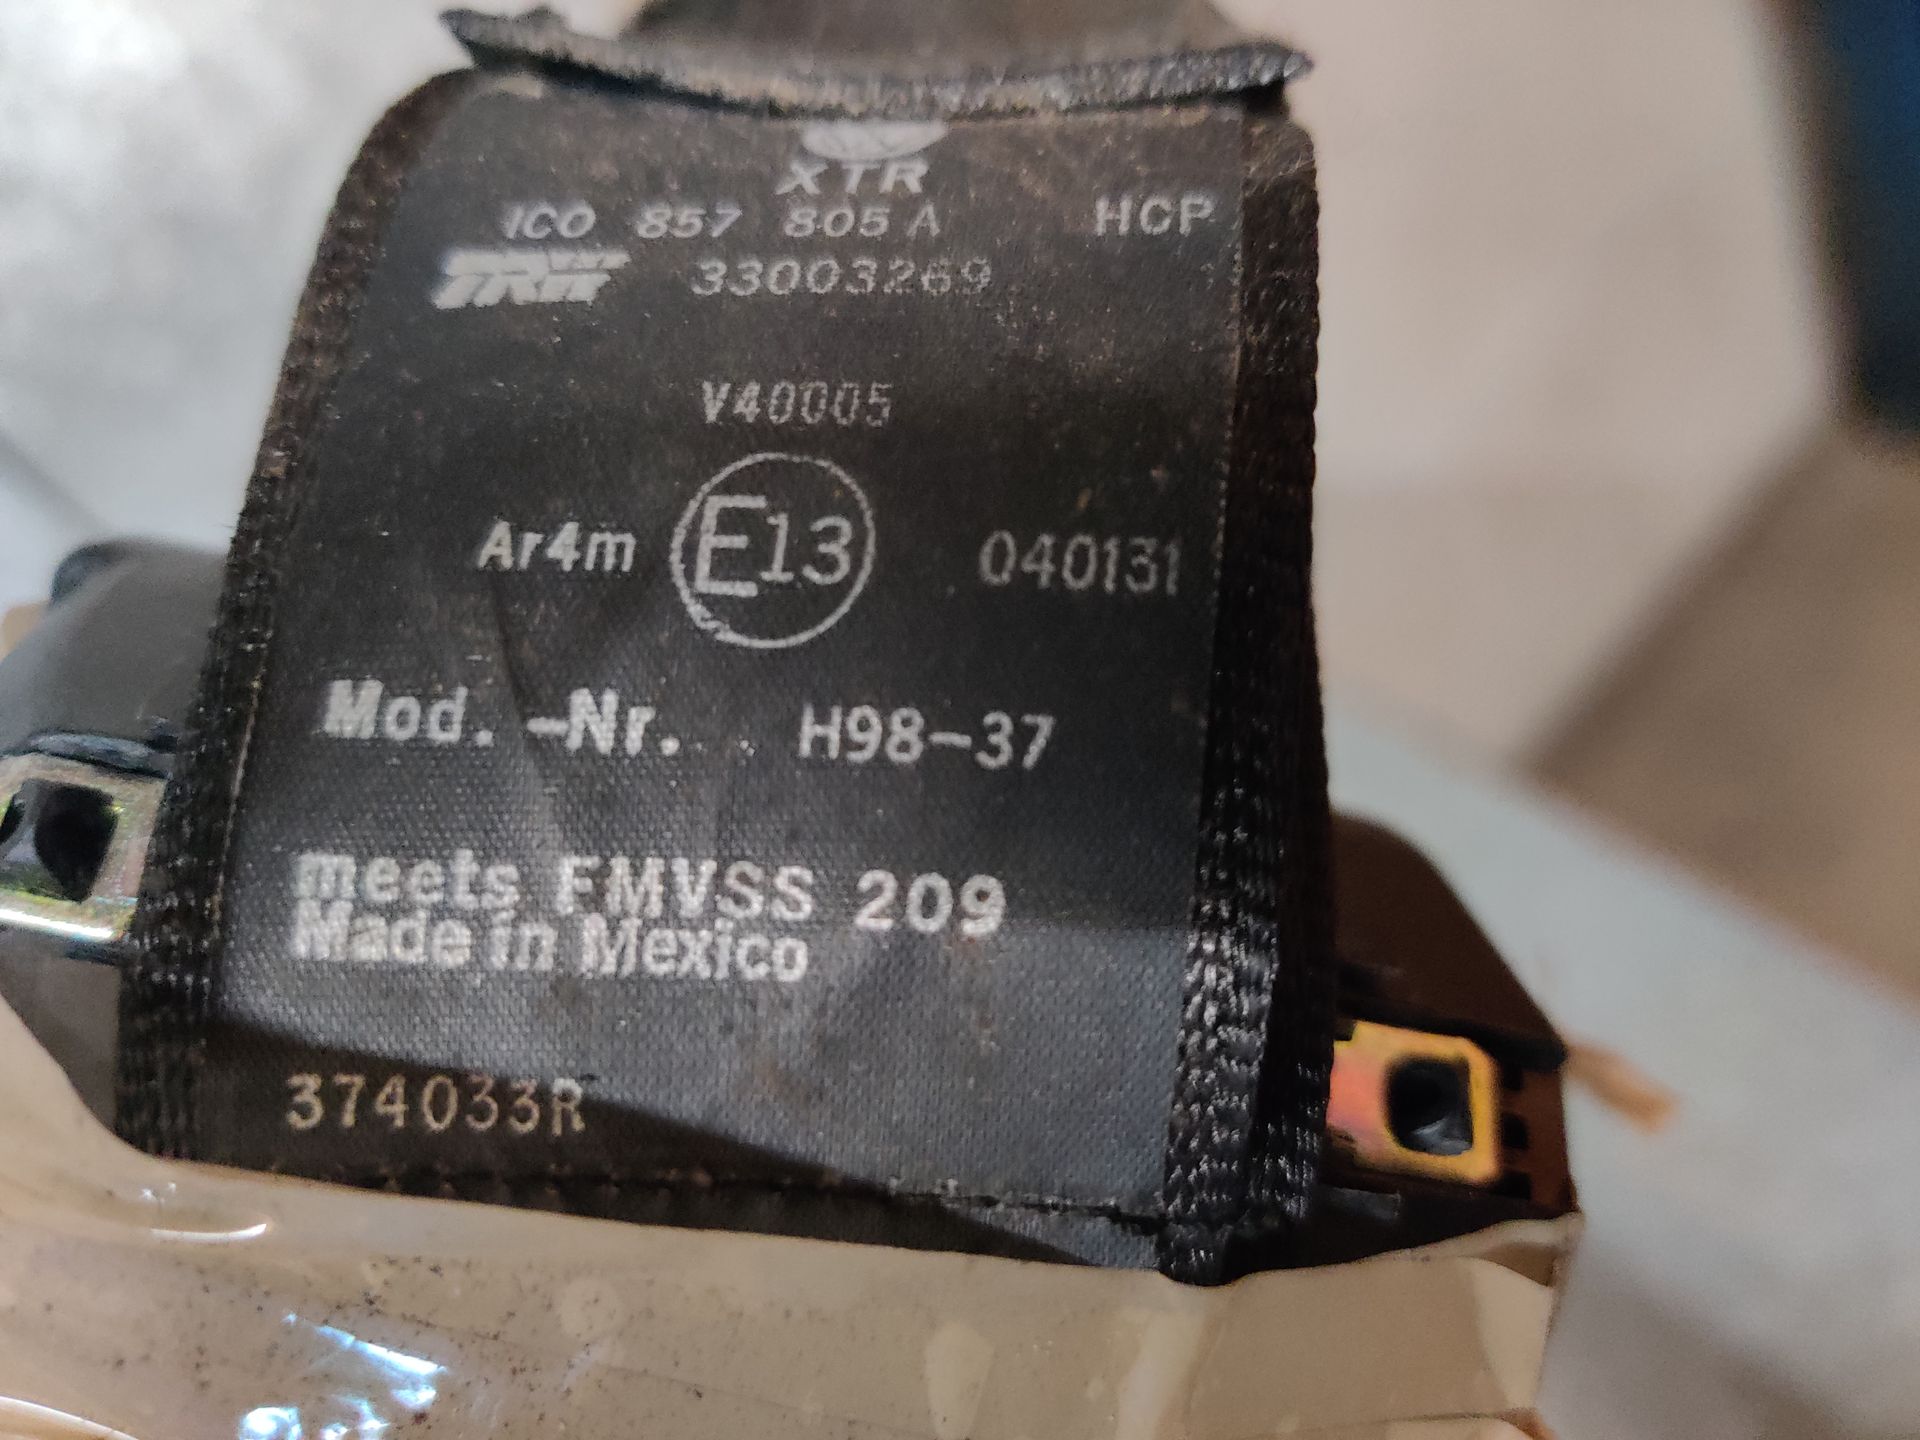 XTR
1C0 857 805 A HCP
TRW 33003269
V40005
Ar4m E13 040131
Mod.-Nr. H98-37
meets FMVSS 209
Made in Mexico
374033R